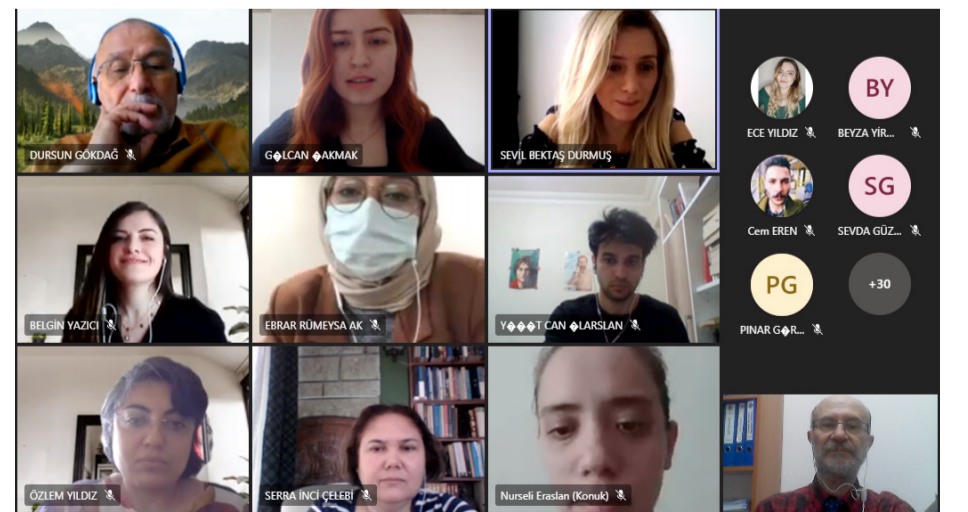 DURSUN GÖKDAĞ
G�LCAN �AKMAK
SEVİL BEKTAŞ DURMUŞ
ECE YILDIZ
BY
BEYZA YİR...
BELGİN YAZICI
EBRAR RÜMEYSA AK
Y���T CAN �LARSLAN
Cem EREN
SG
SEVDA GÜZ...
PG
PINAR G�R...
+30
ÖZLEM YILDIZ
SERRA İNCİ ÇELEBİ
Nurseli Eraslan (Konuk)